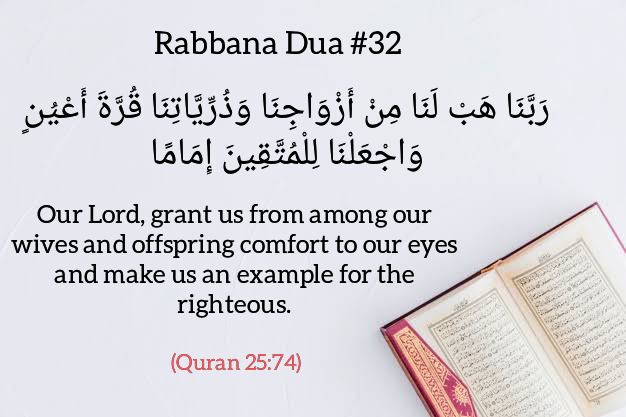 Rabbana Dua #32
رَبَّنَا هَبْ لَنَا مِنْ أَزْوَاجِنَا وَذُرِّيَّاتِنَا قُرَّةَ أَعْيُنٍ
وَاجْعَلْنَا لِلْمُتَّقِينَ إِمَامًا
Our Lord, grant us from among our
wives and offspring comfort to our eyes
and make us an example for the
righteous.
(Quran 25:74)